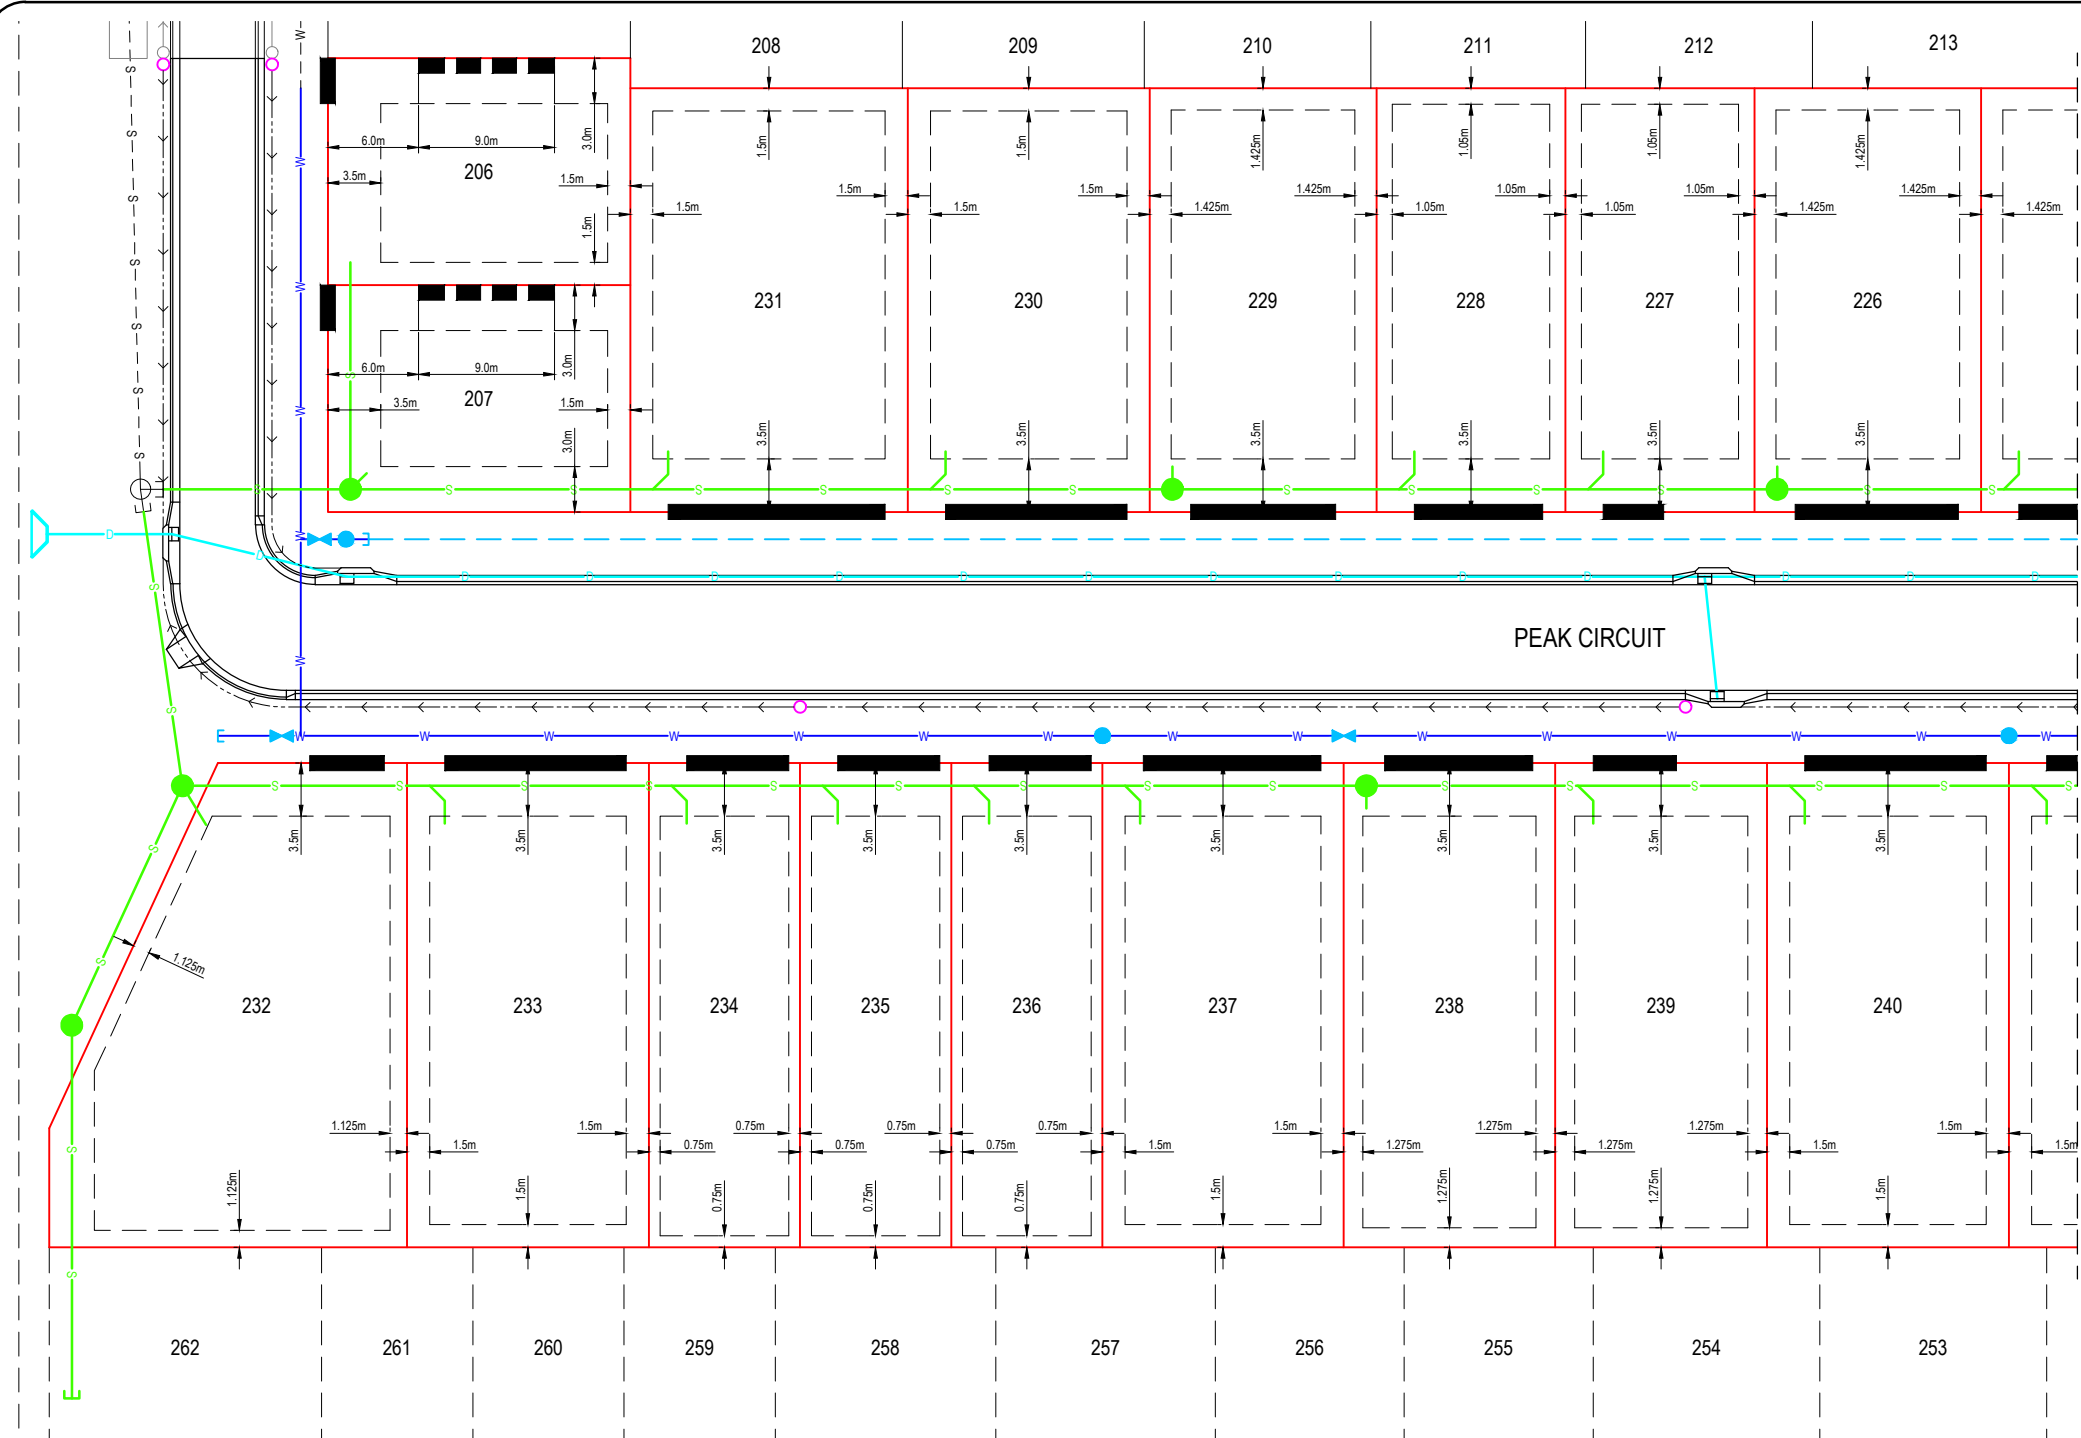 208 209 210 211 212 213
6.0m 9.0m 3.0m
206
3.5m 1.5m 1.5m
1.5m 1.5m 1.425m 1.05m 1.05m 1.425m
1.5m 1.5m 1.425m 1.05m 1.05m 1.425m
1.5m 1.5m 1.425m 1.05m 1.05m 1.425m
231 230 229 228 227 226
6.0m 9.0m 3.0m
207
3.5m 1.5m 3.0m
3.5m 3.5m 3.5m 3.5m 3.5m 3.5m
W W W W W W
S S S S S S S
S S S S S S S S S S S S
D D D D D D D D D D D D D D D
PEAK CIRCUIT
W W W W W W W W W W W W W W
S S S S S S S S S S S S S
3.5m 3.5m 3.5m 3.5m 3.5m 3.5m 3.5m 3.5m 3.5m
S S S S S S
1.125m
232 233 234 235 236 237 238 239 240
1.125m 1.5m 0.75m 0.75m 0.75m 1.5m 1.275m 1.275m 1.5m
1.5m 0.75m 0.75m 0.75m 1.5m 1.275m 1.275m 1.5m 1.5m
1.125m 1.5m 0.75m 0.75m 0.75m 1.5m 1.275m 1.275m 1.5m
262 261 260 259 258 257 256 255 254 253